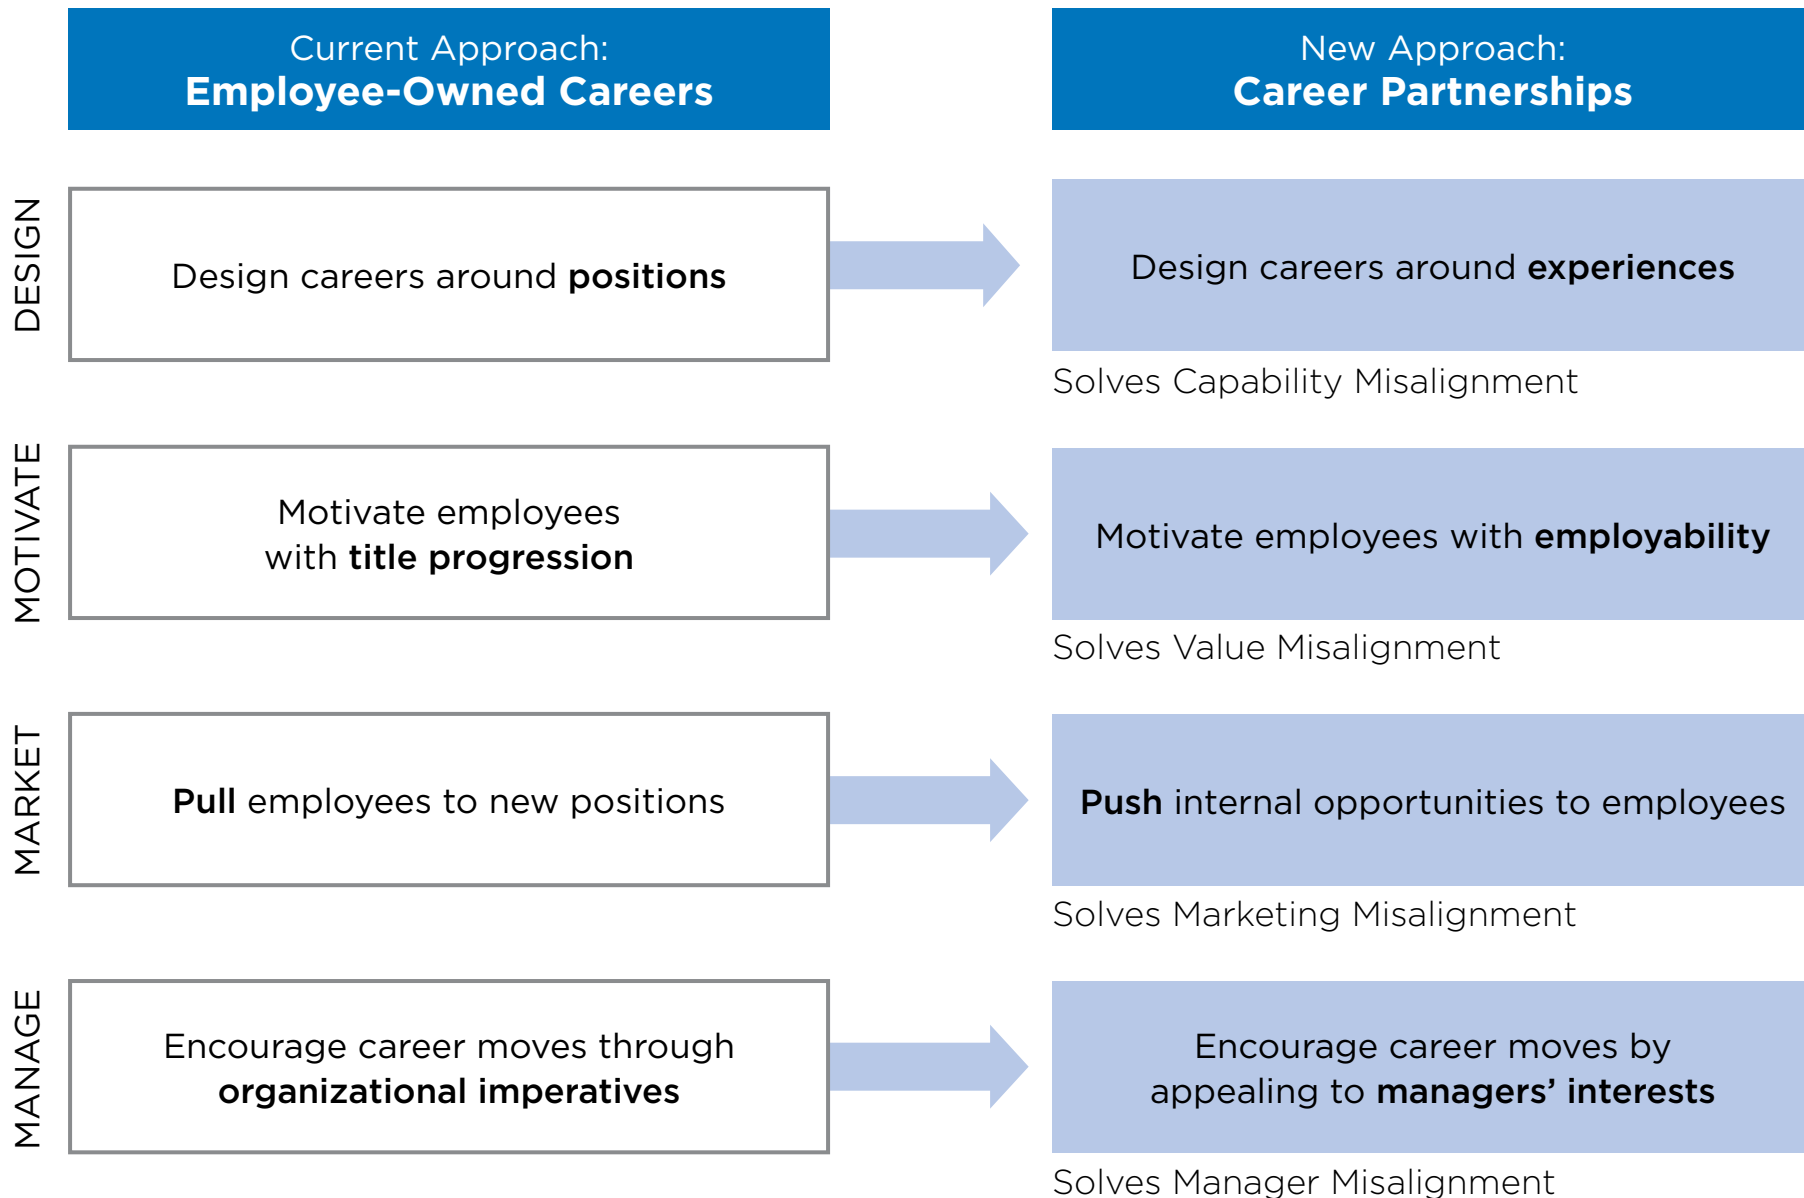 Current Approach:
Employee-Owned Careers
New Approach:
Career Partnerships
DESIGN
Design careers around positions
Design careers around experiences
Solves Capability Misalignment
MOTIVATE
Motivate employees
with title progression
Motivate employees with employability
Solves Value Misalignment
MARKET
Pull employees to new positions
Push internal opportunities to employees
Solves Marketing Misalignment
MANAGE
Encourage career moves through
organizational imperatives
Encourage career moves by
appealing to managers’ interests
Solves Manager Misalignment